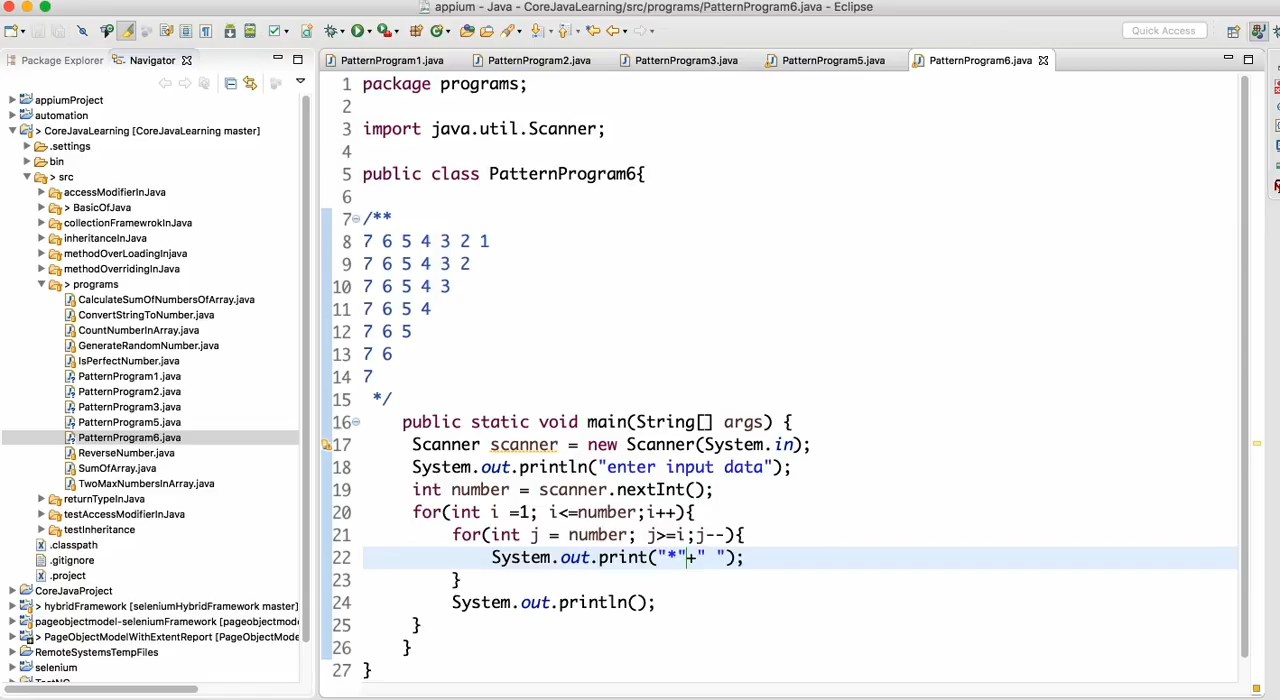 appium - Java - CoreJavaLearning/src/programs/PatternProgram6.java - Eclipse
Quick Access
Package Explorer
Navigator
PatternProgram1.java
PatternProgram2.java
PatternProgram3.java
PatternProgram5.java
PatternProgram6.java
appiumProject
automation
> CoreJavaLearning [CoreJavaLearning master]
.settings
bin
> src
accessModifierInJava
> BasicOfJava
collectionFramewrokInJava
inheritanceInJava
methodOverLoadingInjava
methodOverridingInJava
> programs
CalculateSumOfNumbersOfArray.java
ConvertStringToNumber.java
CountNumberInArray.java
GenerateRandomNumber.java
IsPerfectNumber.java
PatternProgram1.java
PatternProgram2.java
PatternProgram3.java
PatternProgram5.java
PatternProgram6.java
ReverseNumber.java
SumOfArray.java
TwoMaxNumbersInArray.java
returnTypeInJava
testAccessModifierInJava
testInheritance
.classpath
.gitignore
.project
CoreJavaProject
> hybridFramework [seleniumHybridFramework master]
pageobjectmodel-seleniumFramework [pageobjectmo
> PageObjectModelWithExtentReport [PageObjectMode
RemoteSystemsTempFiles
selenium
1 package programs;
2
3 import java.util.Scanner;
4
5 public class PatternProgram6{
6
7 /**
8 7 6 5 4 3 2 1
9 7 6 5 4 3 2
10 7 6 5 4 3
11 7 6 5 4
12 7 6 5
13 7 6
14 7
15 */
16 public static void main(String[] args) {
17 Scanner scanner = new Scanner(System.in);
18 System.out.println("enter input data");
19 int number = scanner.nextInt();
20 for(int i =1; i<=number;i++){
21 for(int j = number; j>=i;j--){
22 System.out.print("*"+" ");
23 }
24 System.out.println();
25 }
26 }
27 }